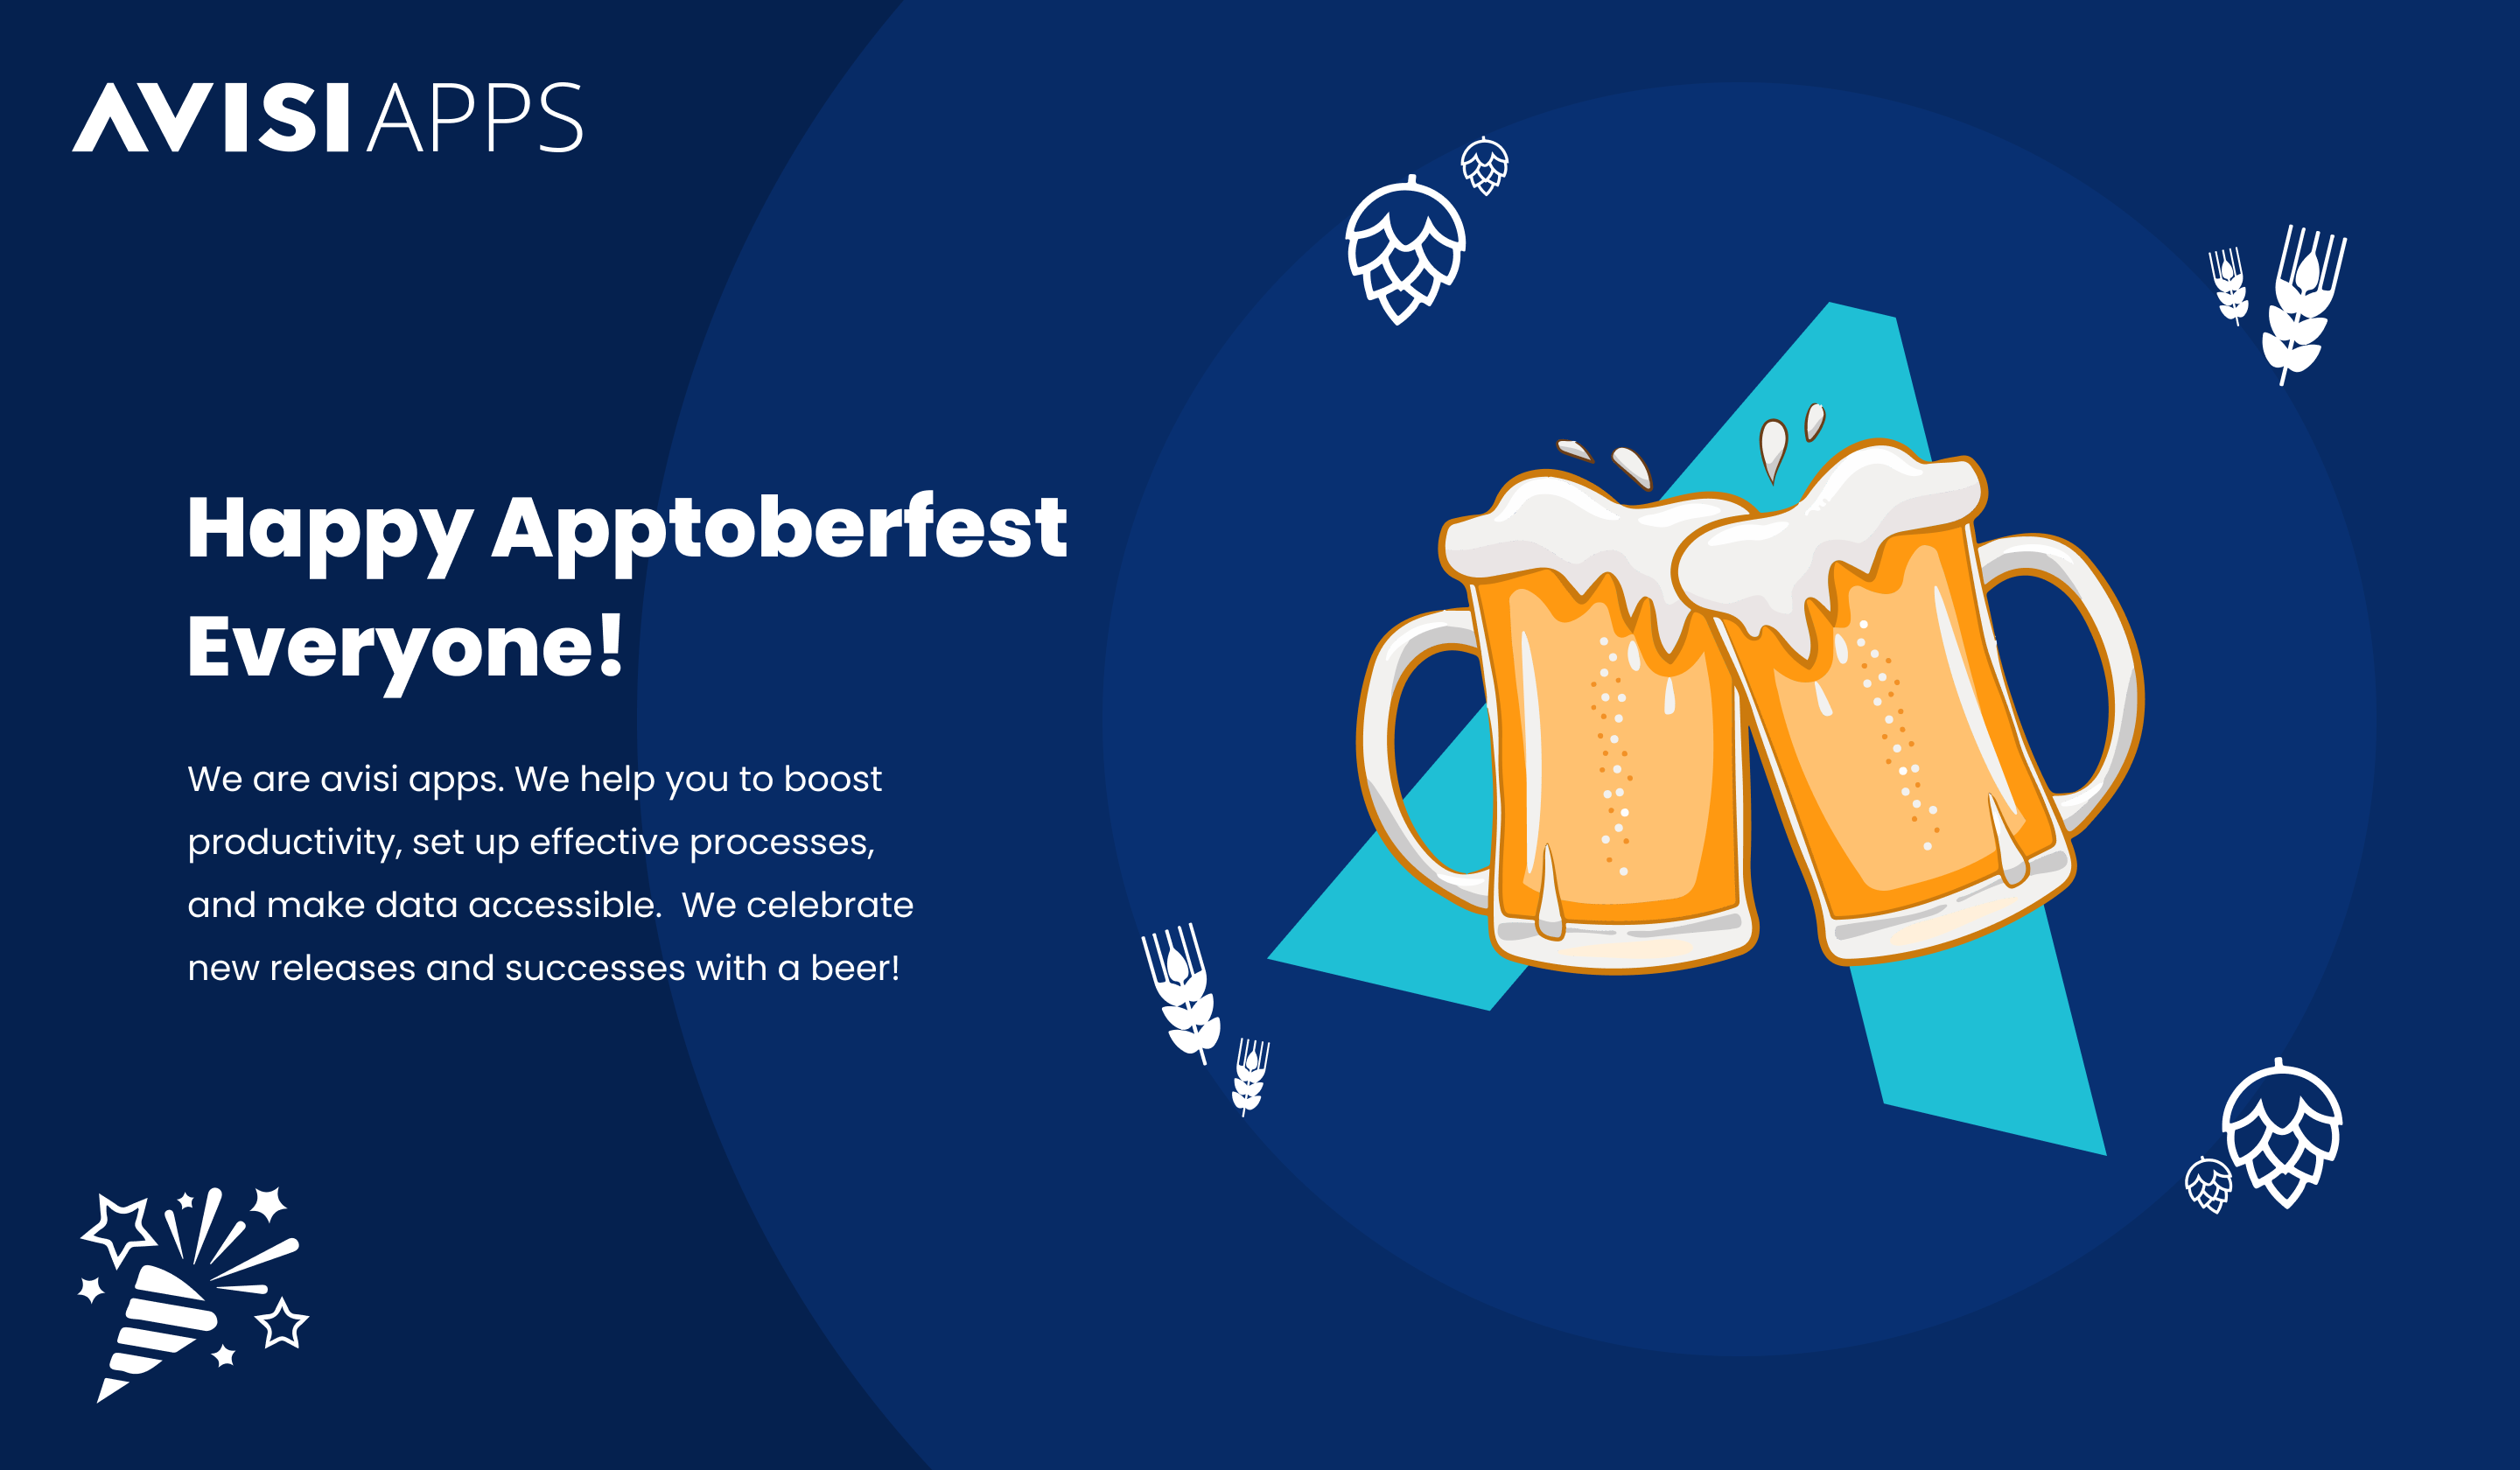 AVISI APPS
Happy Apptoberfest
Everyone!
We are avisi apps. We help you to boost
productivity, set up effective processes,
and make data accessible.  We celebrate
new releases and successes with a beer!